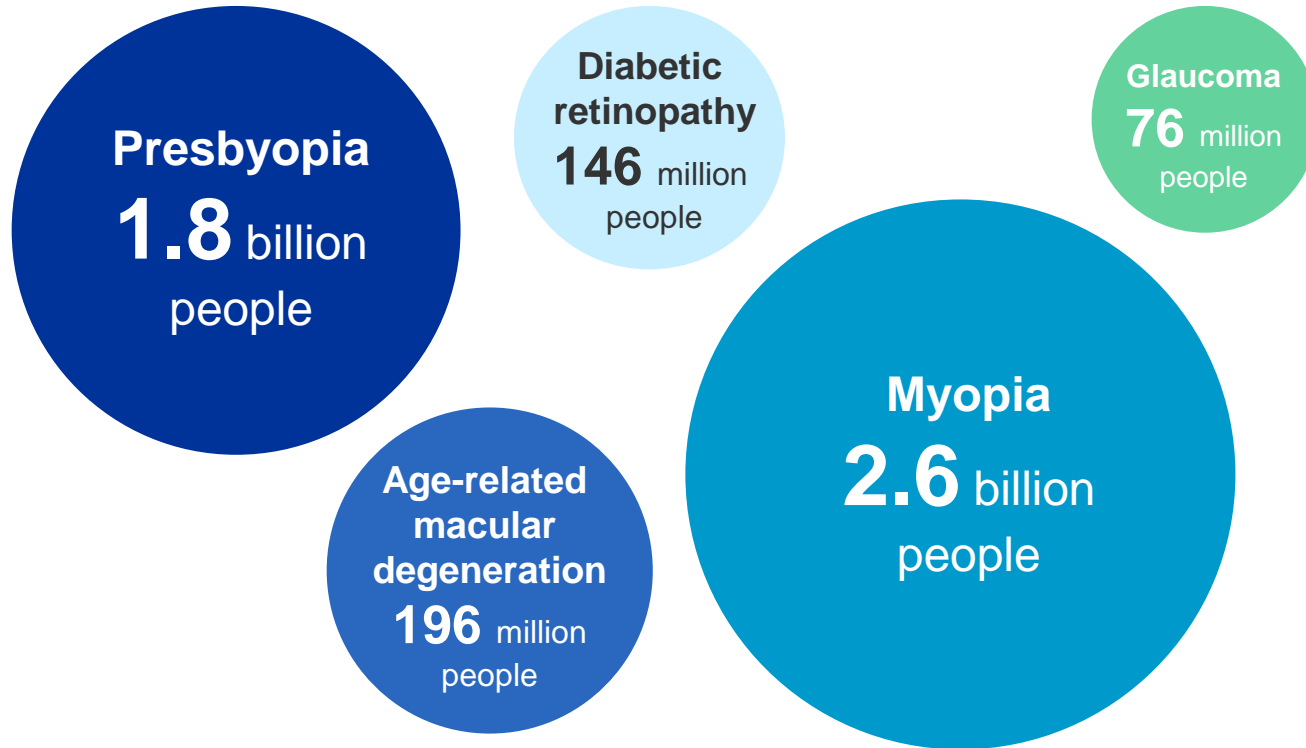 Presbyopia
1.8 billion
people
Diabetic
retinopathy
146 million
people
Glaucoma
76 million
people
Age-related
macular
degeneration
196 million
people
Myopia
2.6 billion
people